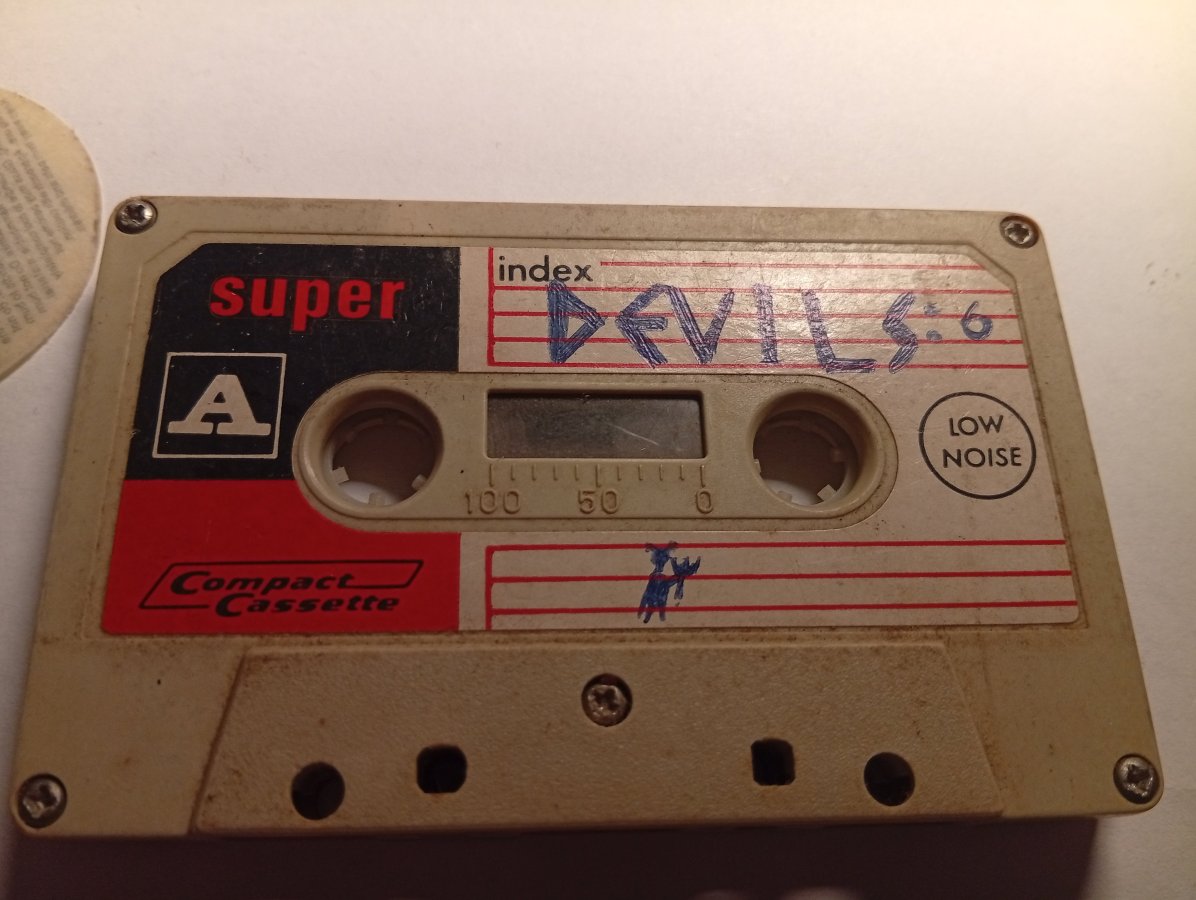 super
index
DEVILS: 6
A
LOW
NOISE
100 50 0
Compact
Cassette